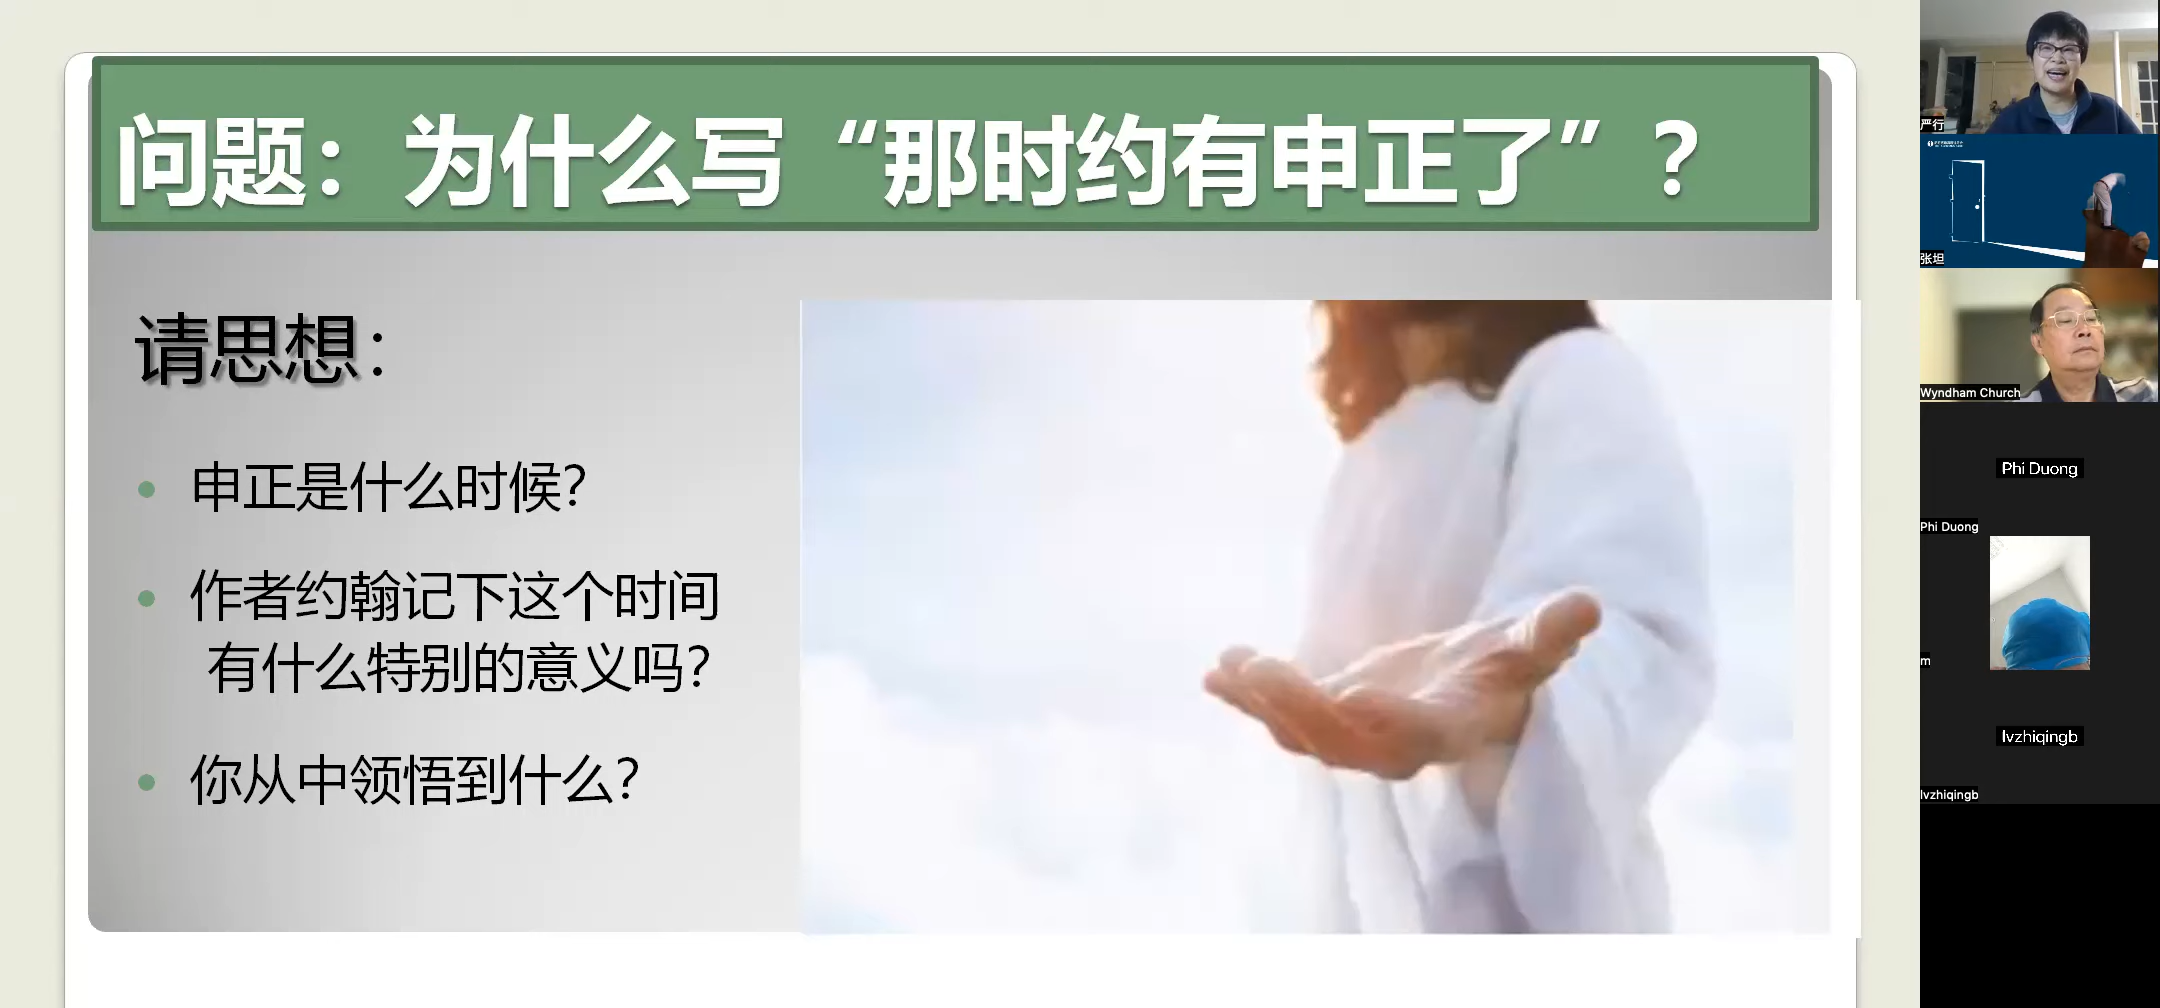 问题：为什么写“那时约有申正了”？
请思想：
申正是什么时候？
作者约翰记下这个时间
有什么特别的意义吗？
你从中领悟到什么？
严行
张坦
Wyndham Church
Phi Duong
Phi Duong
m
lvzhiqingb
lvzhiqingb